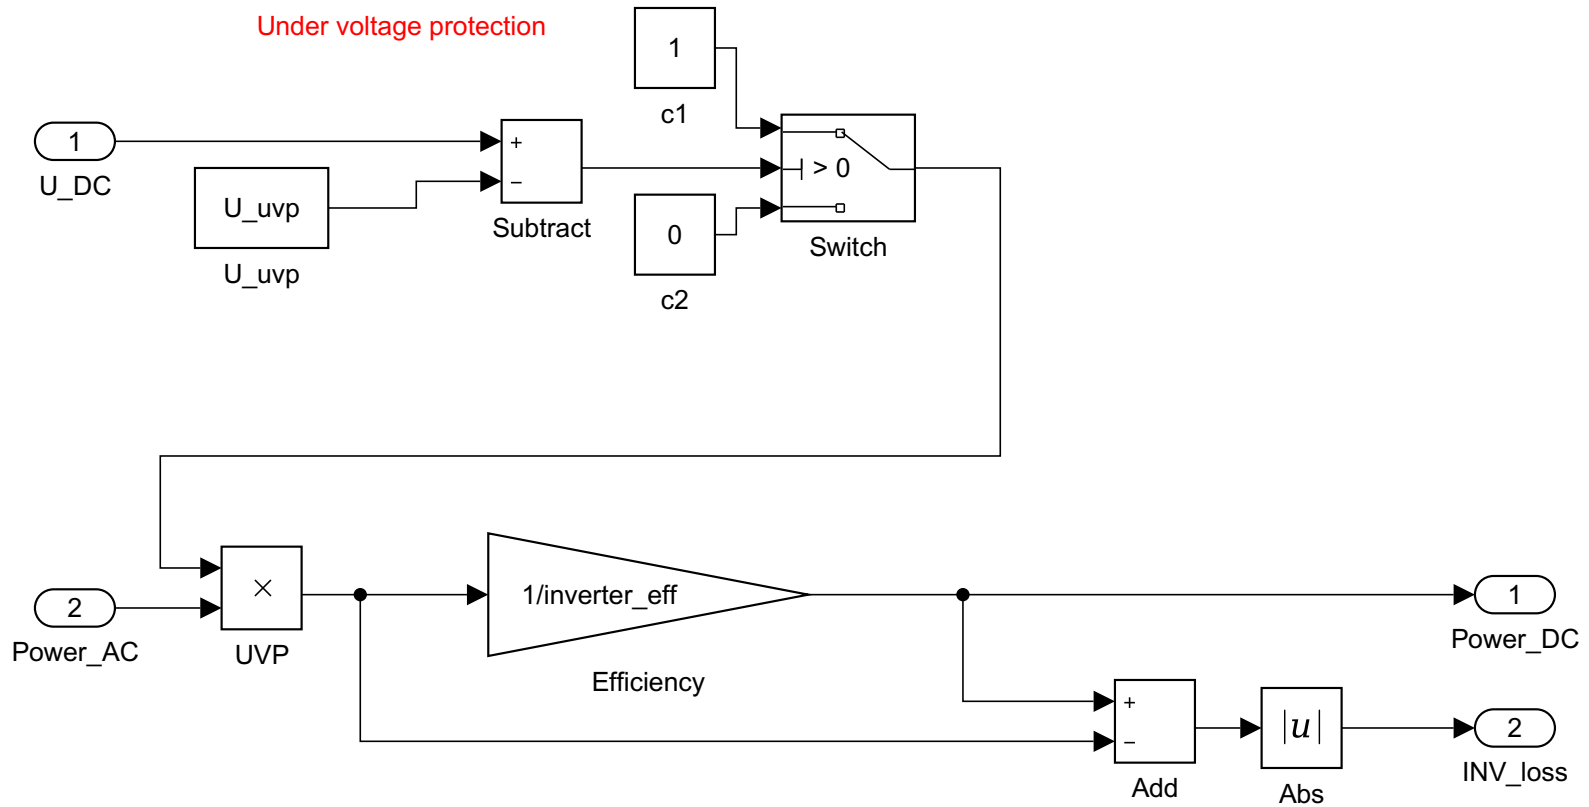 Under voltage protection
1
c1
1
U_DC
+
−
Subtract
U_uvp
U_uvp
> 0
Switch
0
c2
×
UVP
2
Power_AC
1/inverter_eff
Efficiency
1
Power_DC
+
−
Add
|u|
Abs
2
INV_loss